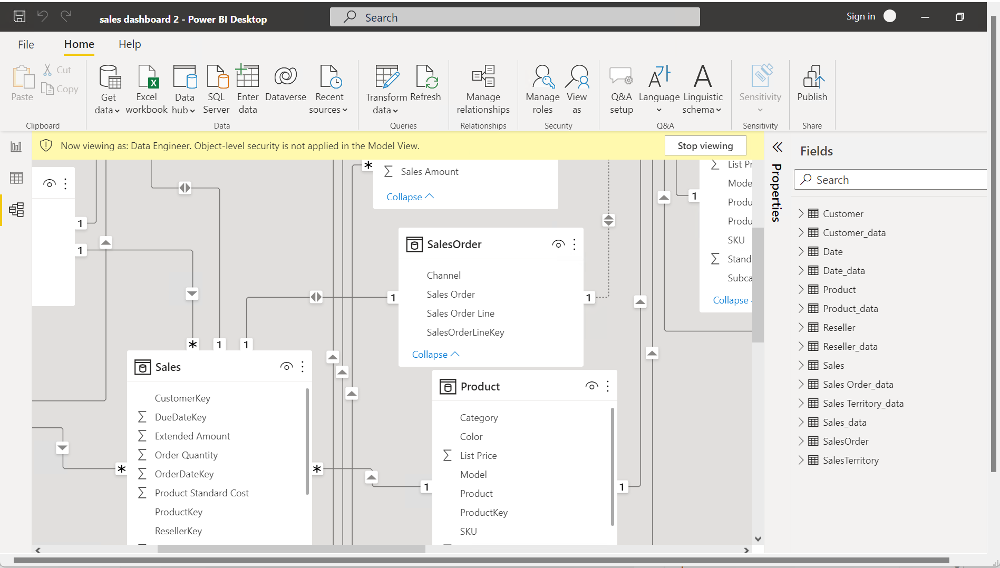 sales dashboard 2 - Power BI Desktop
Search
Sign in
File
Home
Help
Paste
Cut
Copy
Clipboard
Get data
Excel workbook
Data hub
SQL Server
Enter data
Dataverse
Recent sources
Data
Transform data
Refresh
Queries
Manage relationships
Relationships
Manage roles
View as
Security
Q&A setup
Language
Linguistic schema
Q&A
Sensitivity
Sensitivity
Publish
Share
Now viewing as: Data Engineer. Object-level security is not applied in the Model View.
Stop viewing
1
1
*
Sales Amount
Collapse
SalesOrder
Channel
Sales Order
Sales Order Line
SalesOrderLineKey
Collapse
1
1
*
1
1
Sales
CustomerKey
DueDateKey
Extended Amount
Order Quantity
OrderDateKey
Product Standard Cost
ProductKey
ResellerKey
*
*
Product
Category
Color
List Price
Model
Product
ProductKey
SKU
1
1
1
List Pr
Mode
Produ
Produ
SKU
Standa
Subca
Collapse
Properties
Fields
Search
Customer
Customer_data
Date
Date_data
Product
Product_data
Reseller
Reseller_data
Sales
Sales Order_data
Sales Territory_data
Sales_data
SalesOrder
SalesTerritory